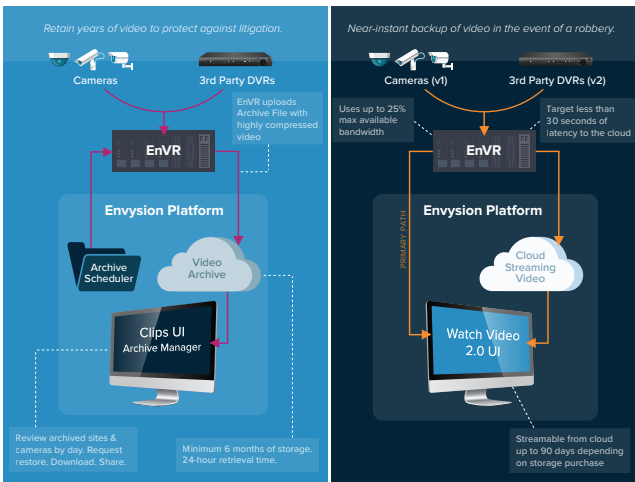 Retain years of video to protect against litigation.
Cameras
3rd Party DVRs
EnVR uploads
Archive File with
highly compressed
video
EnVR
Envysion Platform
Archive
Scheduler
Video
Archive
Clips UI
Archive Manager
Review archived sites &
cameras by day. Request
restore. Download. Share.
Minimum 6 months of storage.
24-hour retrieval time.
Near-instant backup of video in the event of a robbery.
Cameras (v1)
3rd Party DVRs (v2)
Uses up to 25%
max available
bandwidth
Target less than
30 seconds of
latency to the cloud
EnVR
Envysion Platform
PRIMARY PATH
Cloud
Streaming
Video
Watch Video
2.0 UI
Streamable from cloud
up to 90 days depending
on storage purchase